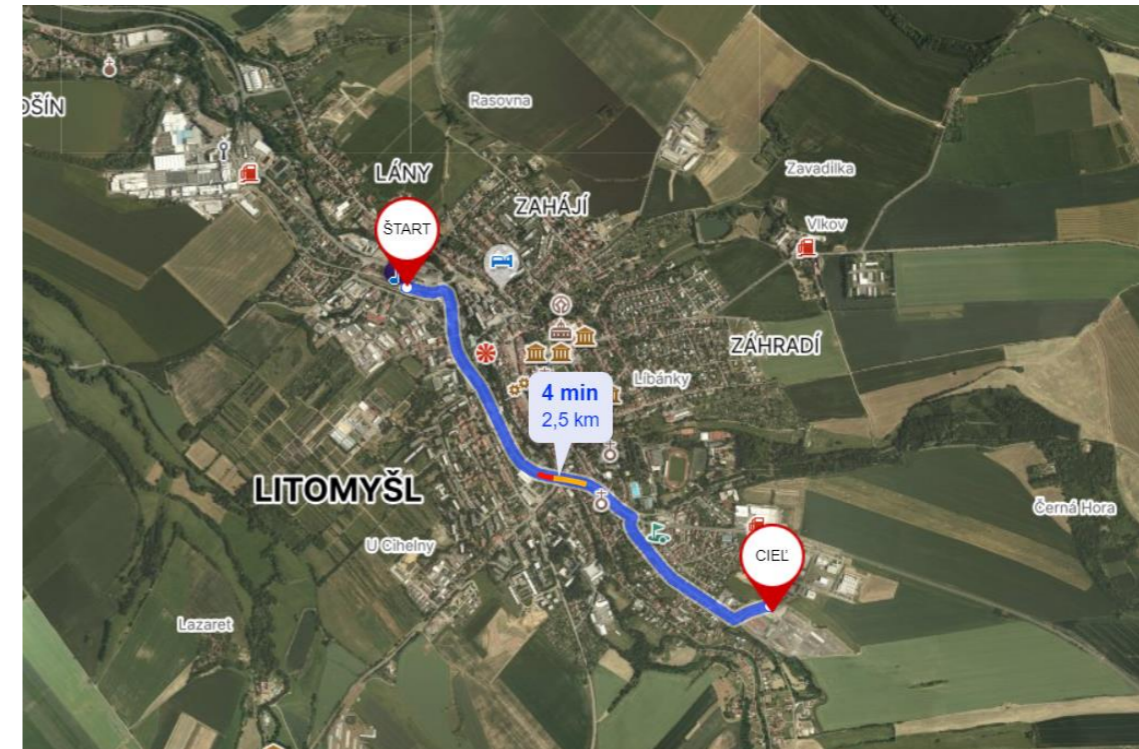 OŠÍN
Rasovna
LÁNY
Zavadilka
ZAHÁJÍ
Vlkov
ŠTART
ZÁHRADÍ
Líbánky
4 min
2,5 km
LITOMYŠL
Černá Hora
U Cihelny
CIEĽ
Lazaret